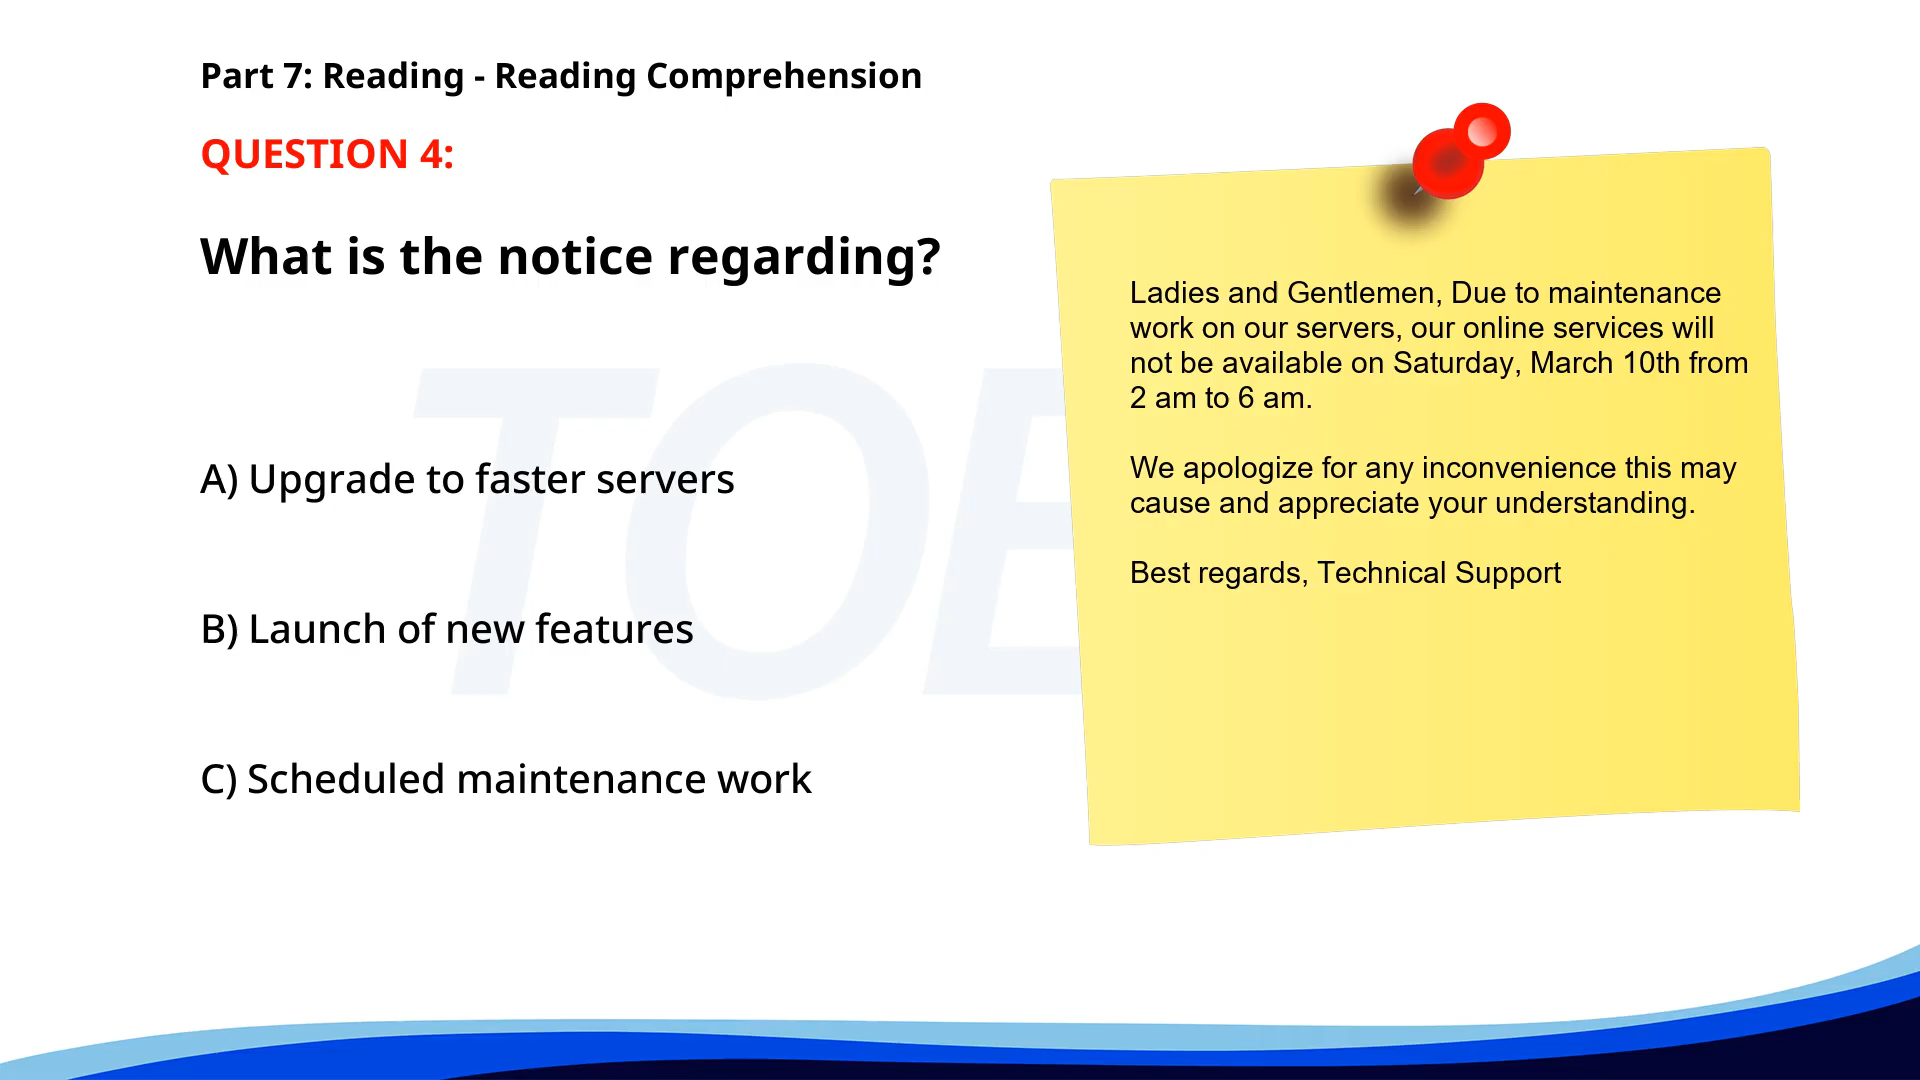 Part 7: Reading - Reading Comprehension
QUESTION 4:
What is the notice regarding?
A) Upgrade to faster servers
B) Launch of new features
C) Scheduled maintenance work
Ladies and Gentlemen, Due to maintenance
work on our servers, our online services will
not be available on Saturday, March 10th from
2 am to 6 am.
We apologize for any inconvenience this may
cause and appreciate your understanding.
Best regards, Technical Support
TOE